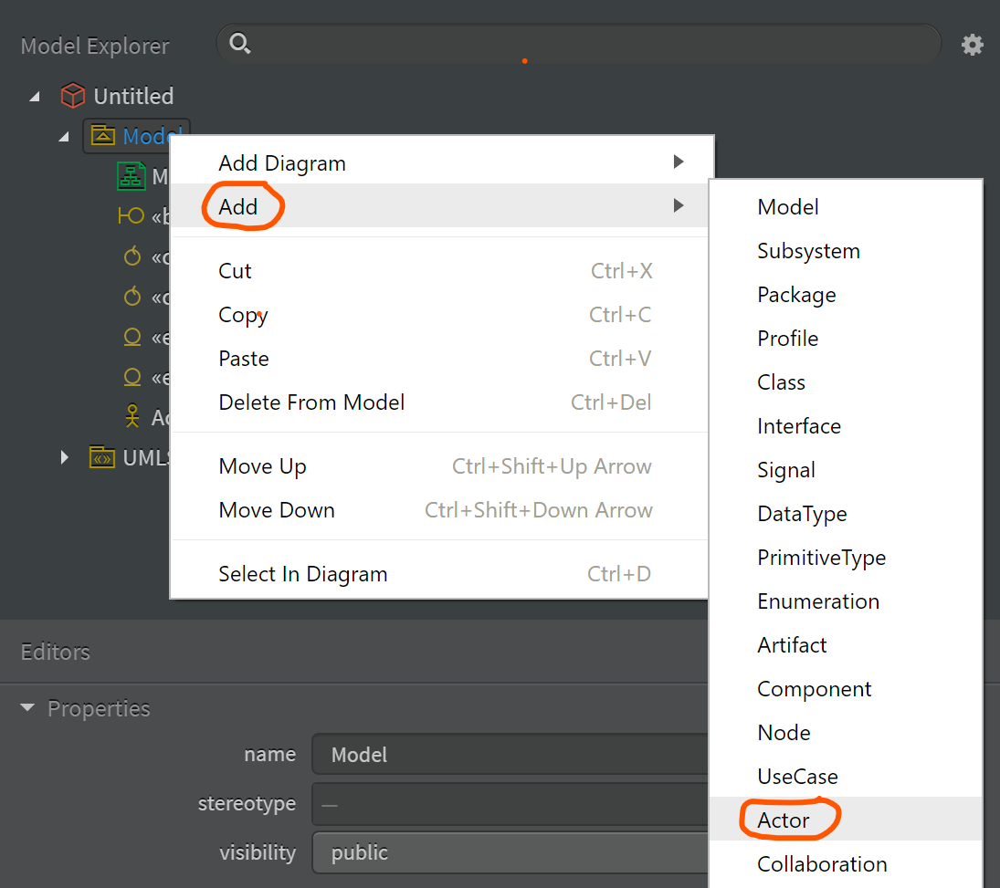 Model Explorer
Untitled
Model
Add Diagram
Add
Cut Ctrl+X
Copy Ctrl+C
Paste Ctrl+V
Delete From Model Ctrl+Del
Move Up Ctrl+Shift+Up Arrow
Move Down Ctrl+Shift+Down Arrow
Select In Diagram Ctrl+D
Model
Subsystem
Package
Profile
Class
Interface
Signal
DataType
PrimitiveType
Enumeration
Artifact
Component
Node
UseCase
Actor
Collaboration
M
«b
«c
«c
«e
«e
Ac
UMLS
Editors
Properties
name Model
stereotype —
visibility public